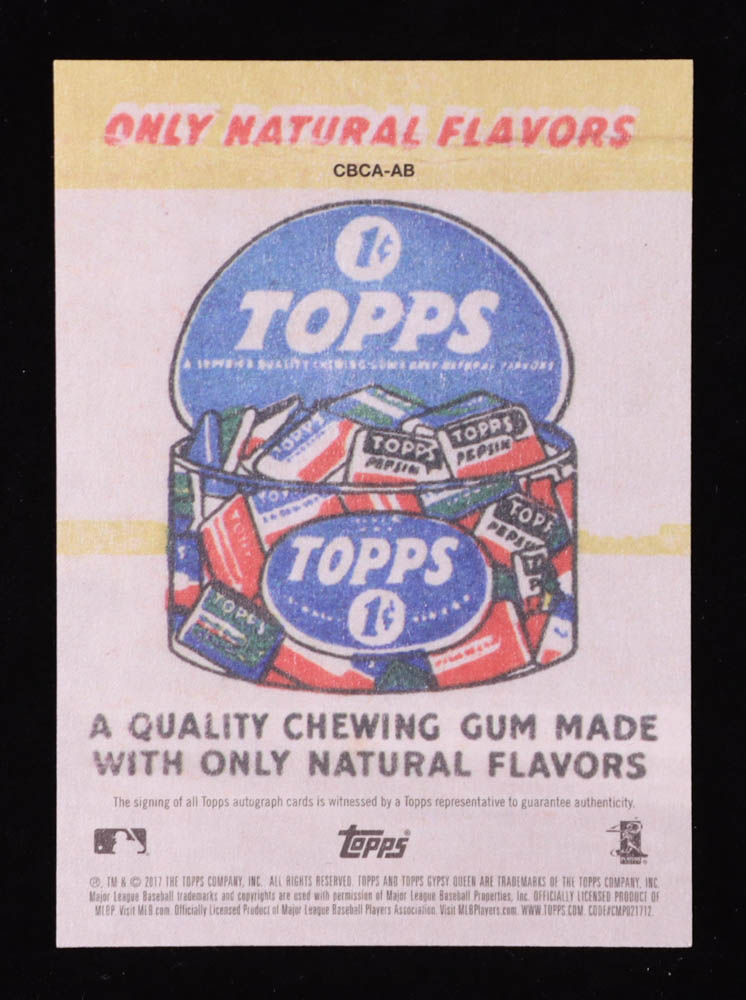 ONLY NATURAL FLAVORS
CBCA-AB
1¢
TOPPS
TOPPS
PEPSIN
TOPPS
PEPSIN
TOPPS
TOPPS
TOPPS
1¢
A QUALITY CHEWING GUM MADE
WITH ONLY NATURAL FLAVORS
The signing of all Topps autograph cards is witnessed by a Topps representative to guarantee authenticity.
topps®
Ⓟ, TM & © 2017 THE TOPPS COMPANY, INC. ALL RIGHTS RESERVED. TOPPS AND TOPPS GYPSY QUEEN ARE TRADEMARKS OF THE TOPPS COMPANY, INC.
Major League Baseball trademarks and copyrights are used with permission of Major League Baseball Properties, Inc. OFFICIALLY LICENSED PRODUCT OF
MLBP Visit MLB.com. Officially Licensed Product of Major League Baseball Players Association. Visit MLBPlayers.com. WWW.TOPPS.COM. CODE#CMP021712.